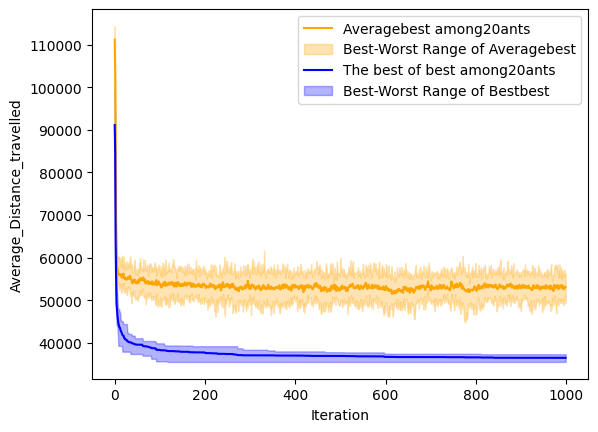 Averagebest among20ants
Best-Worst Range of Averagebest
The best of best among20ants
Best-Worst Range of Bestbest
Average_Distance_travelled
110000
100000
90000
80000
70000
60000
50000
40000
0 200 400 600 800 1000
Iteration